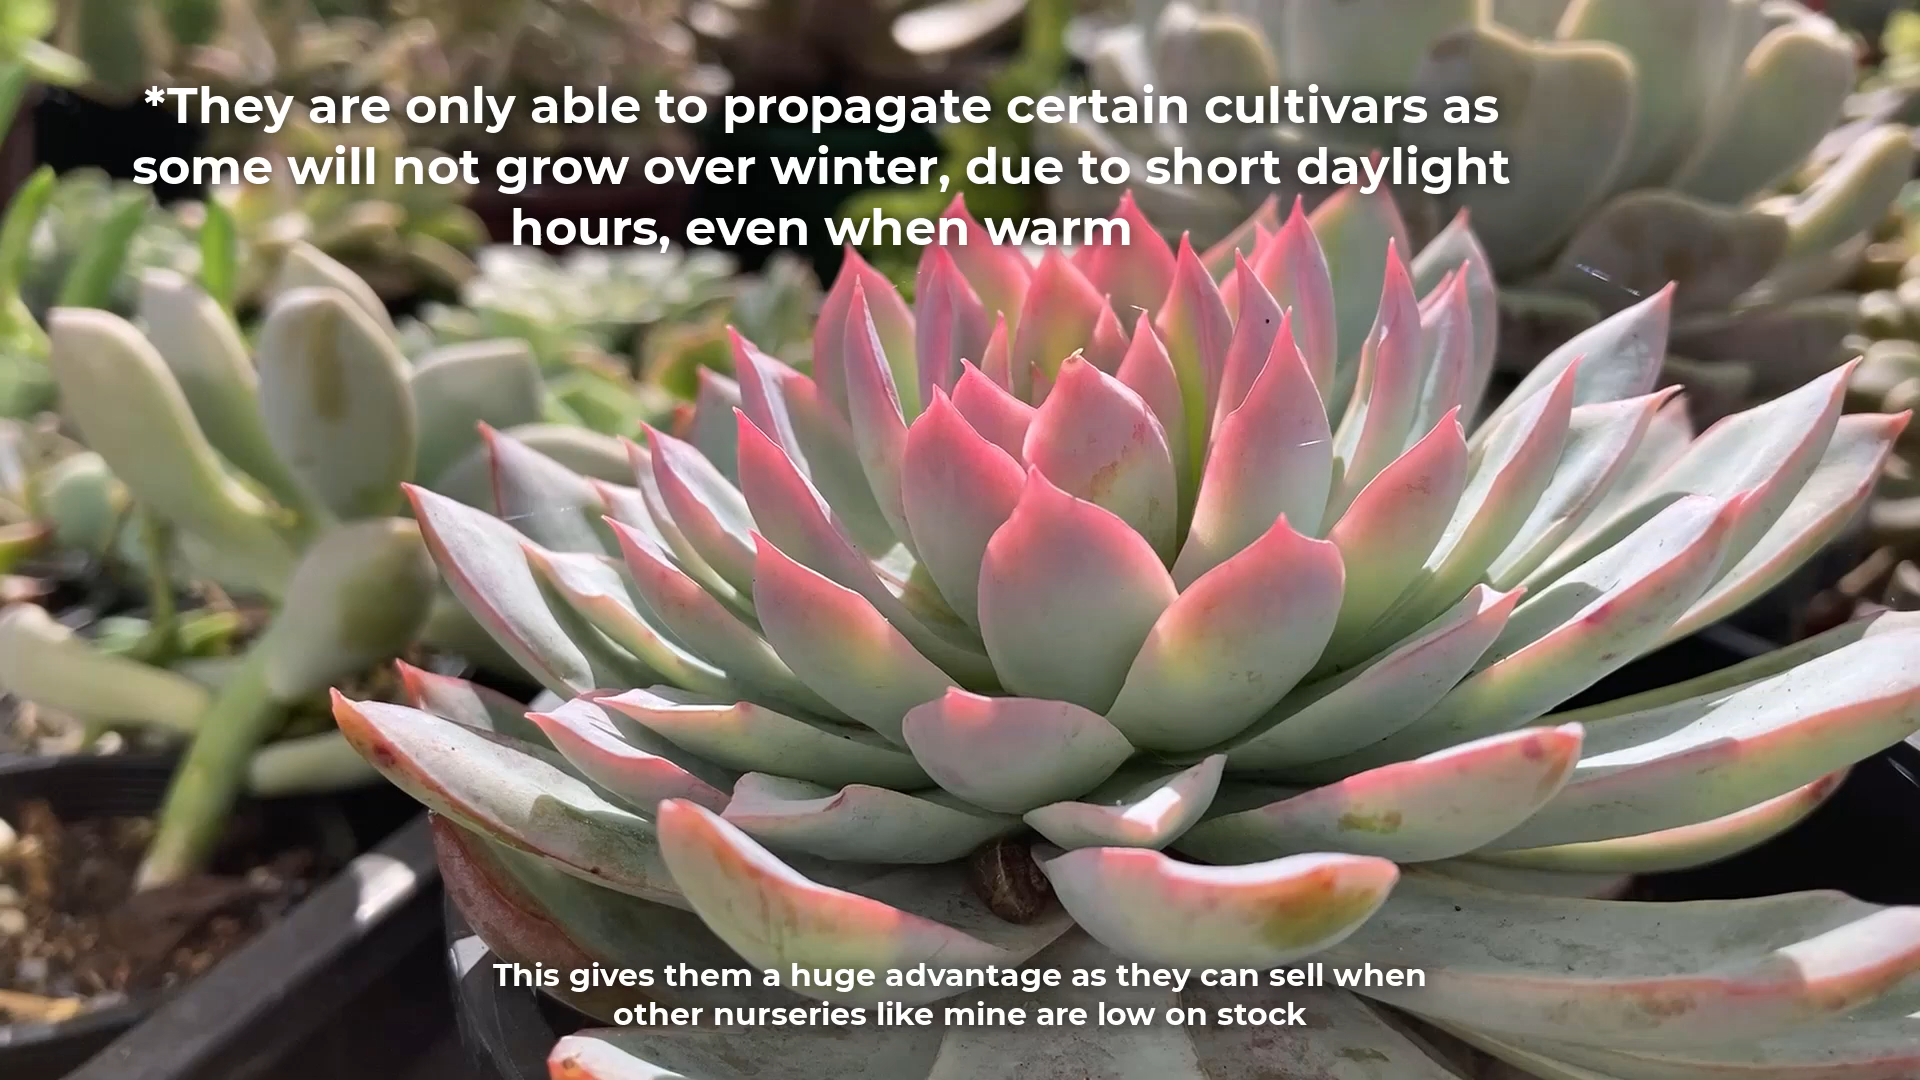 *They are only able to propagate certain cultivars as
some will not grow over winter, due to short daylight
hours, even when warm
This gives them a huge advantage as they can sell when
other nurseries like mine are low on stock